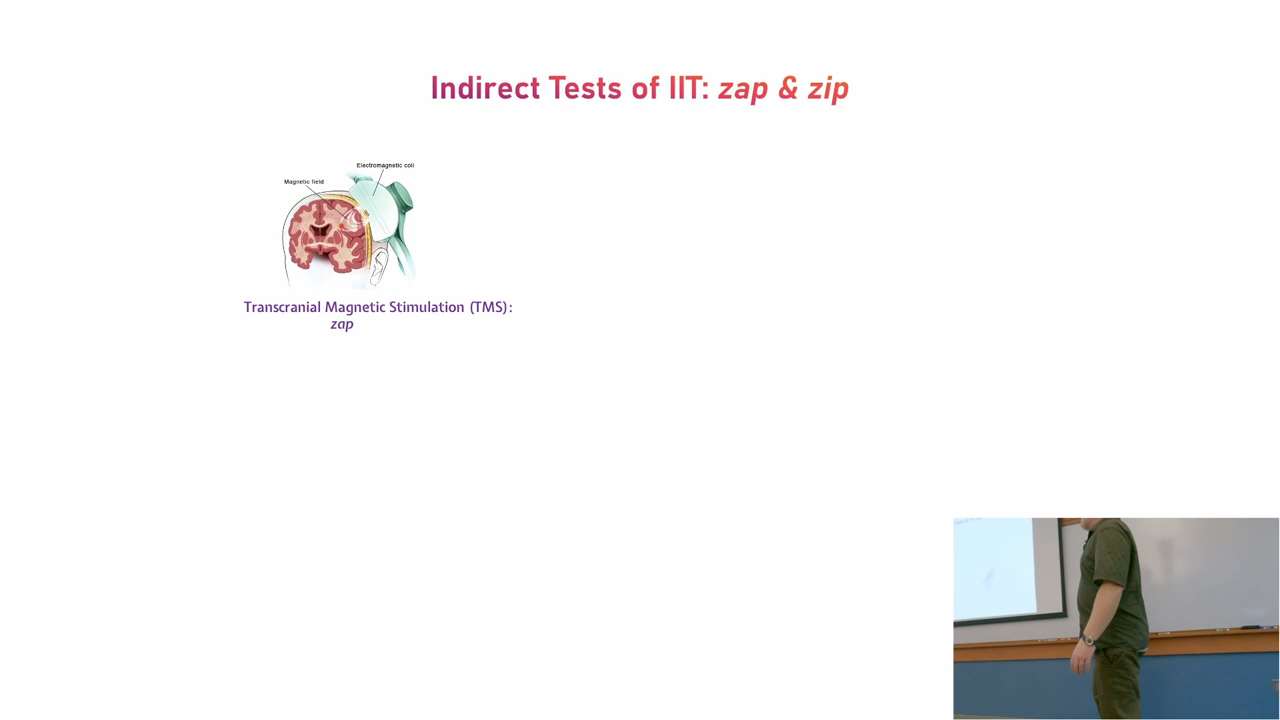 Indirect Tests of IIT: zap & zip
Electromagnetic coil
Magnetic field
Transcranial Magnetic Stimulation (TMS):
zap